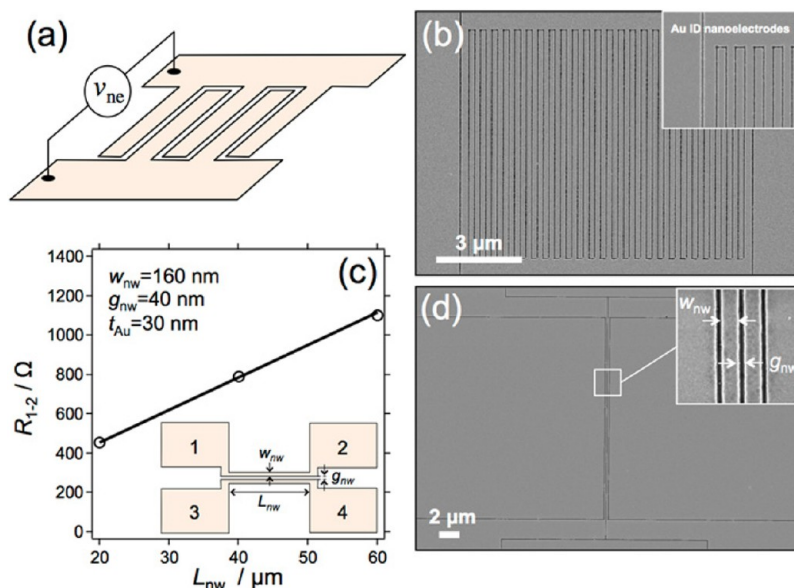 (a)
v_ne
(b)
Au ID nanoelectrodes
3 μm
(c)
w_nw=160 nm
g_nw=40 nm
t_Au=30 nm
1400
1200
1000
800
600
400
200
0
R_1-2 / Ω
20
30
40
50
60
L_nw / μm
1
2
3
4
w_nw
g_nw
L_nw
(d)
w_nw
g_nw
2 μm